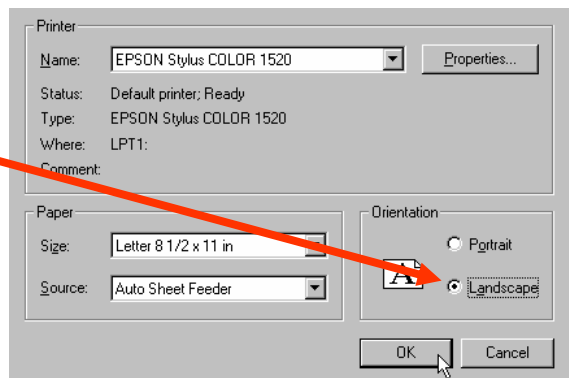 Printer
Name: EPSON Stylus COLOR 1520 Properties...
Status: Default printer; Ready
Type: EPSON Stylus COLOR 1520
Where: LPT1:
Comment:
Paper
Size: Letter 8 1/2 x 11 in
Source: Auto Sheet Feeder
Orientation
A
Portrait
Landscape
OK Cancel